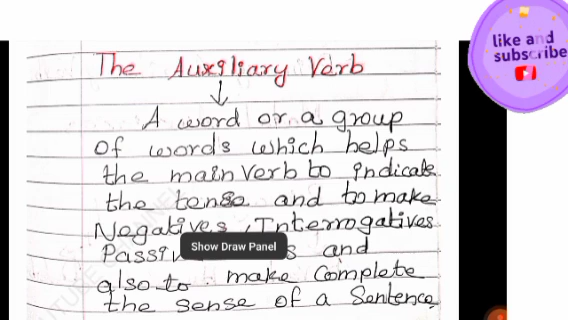 like and
subscribe
The Auxiliary Verb
A word or a group
of words which helps
the main verb to indicate
the tense and to make
Negatives, Interrogatives
Show Draw Panel
and
also to make complete
the sense of a Sentence